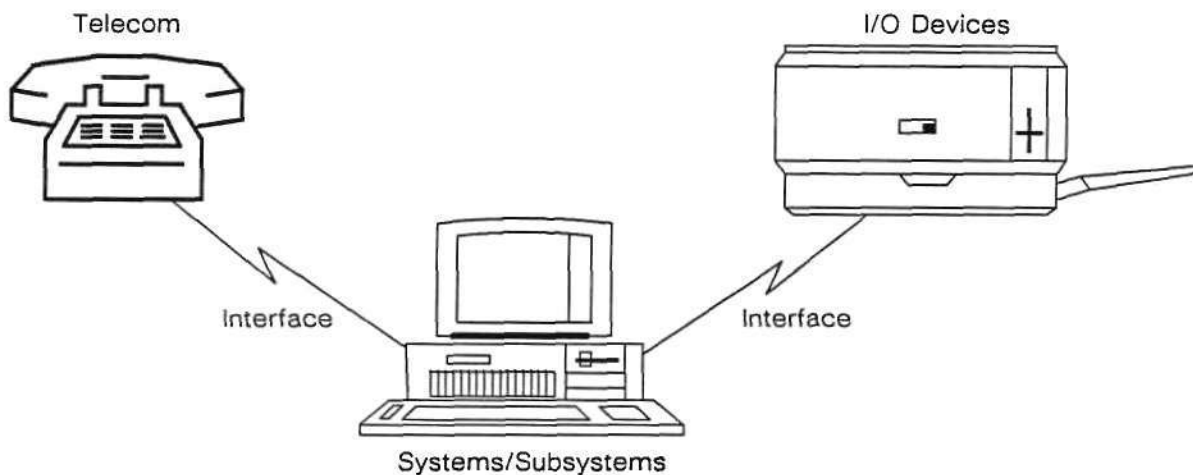 Telecom
I/O Devices
Interface
Interface
Systems/Subsystems